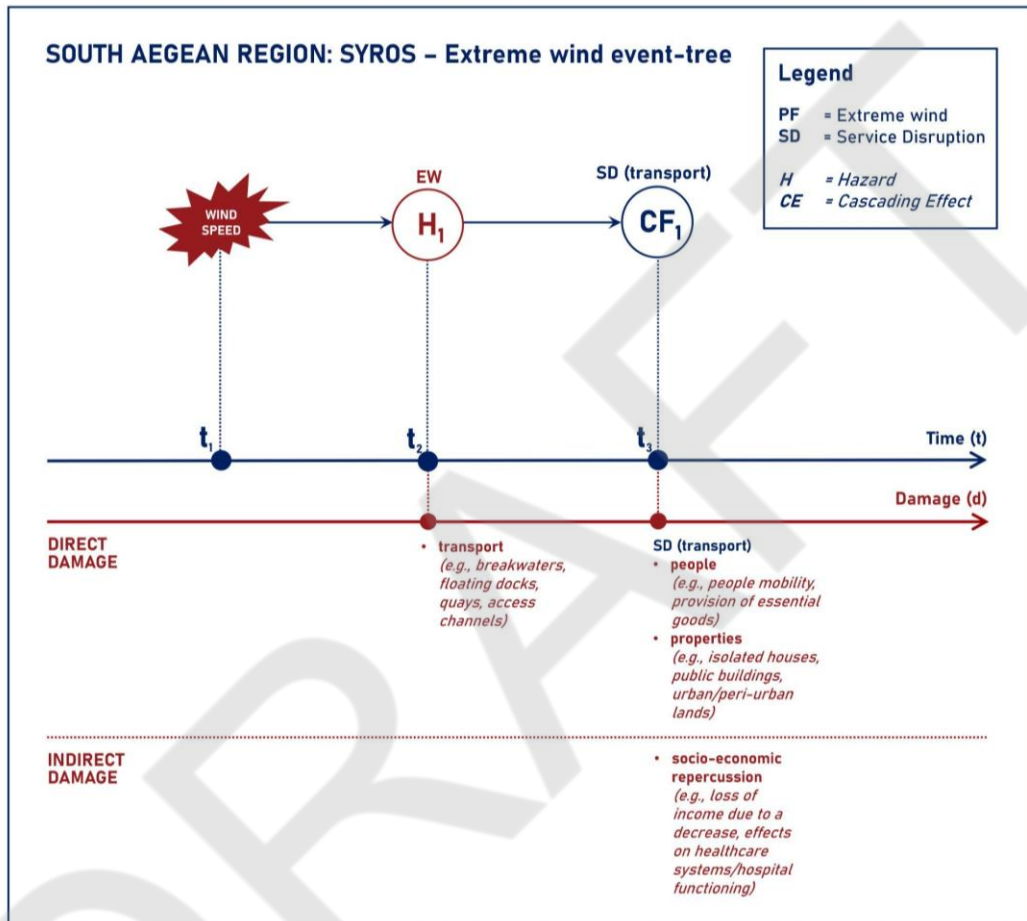 SOUTH AEGEAN REGION: SYROS – Extreme wind event-tree
Legend
PF = Extreme wind
SD = Service Disruption
H = Hazard
CE = Cascading Effect
WIND
SPEED
EW
H₁
SD (transport)
CF₁
t₁
t₂
t₃
Time (t)
Damage (d)
DIRECT
DAMAGE
• transport
(e.g., breakwaters,
floating docks,
quays, access
channels)
SD (transport)
• people
(e.g., people mobility,
provision of essential
goods)
• properties
(e.g., isolated houses,
public buildings,
urban/peri-urban
lands)
INDIRECT
DAMAGE
• socio-economic
repercussion
(e.g., loss of
income due to a
decrease, effects
on healthcare
systems/hospital
functioning)
DRAFT